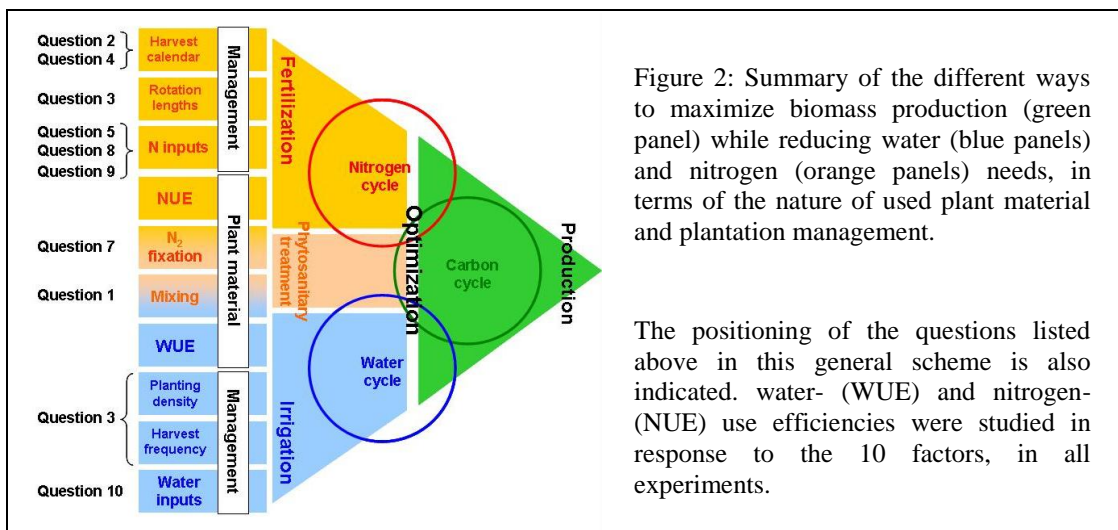 Question 2
Question 4
Harvest
calendar
Question 3
Rotation
lengths
Question 5
Question 8
Question 9
N inputs
NUE
Question 7
N₂
fixation
Question 1
Mixing
WUE
Question 3
Planting
density
Harvest
frequency
Question 10
Water
inputs
Management
Plant material
Management
Fertilization
Phytosanitary
treatment
Irrigation
Nitrogen
cycle
Water
cycle
Optimization
Carbon
cycle
Production
Figure 2: Summary of the different ways
to maximize biomass production (green
panel) while reducing water (blue panels)
and nitrogen (orange panels) needs, in
terms of the nature of used plant material
and plantation management.
The positioning of the questions listed
above in this general scheme is also
indicated. water- (WUE) and nitrogen-
(NUE) use efficiencies were studied in
response to the 10 factors, in all
experiments.